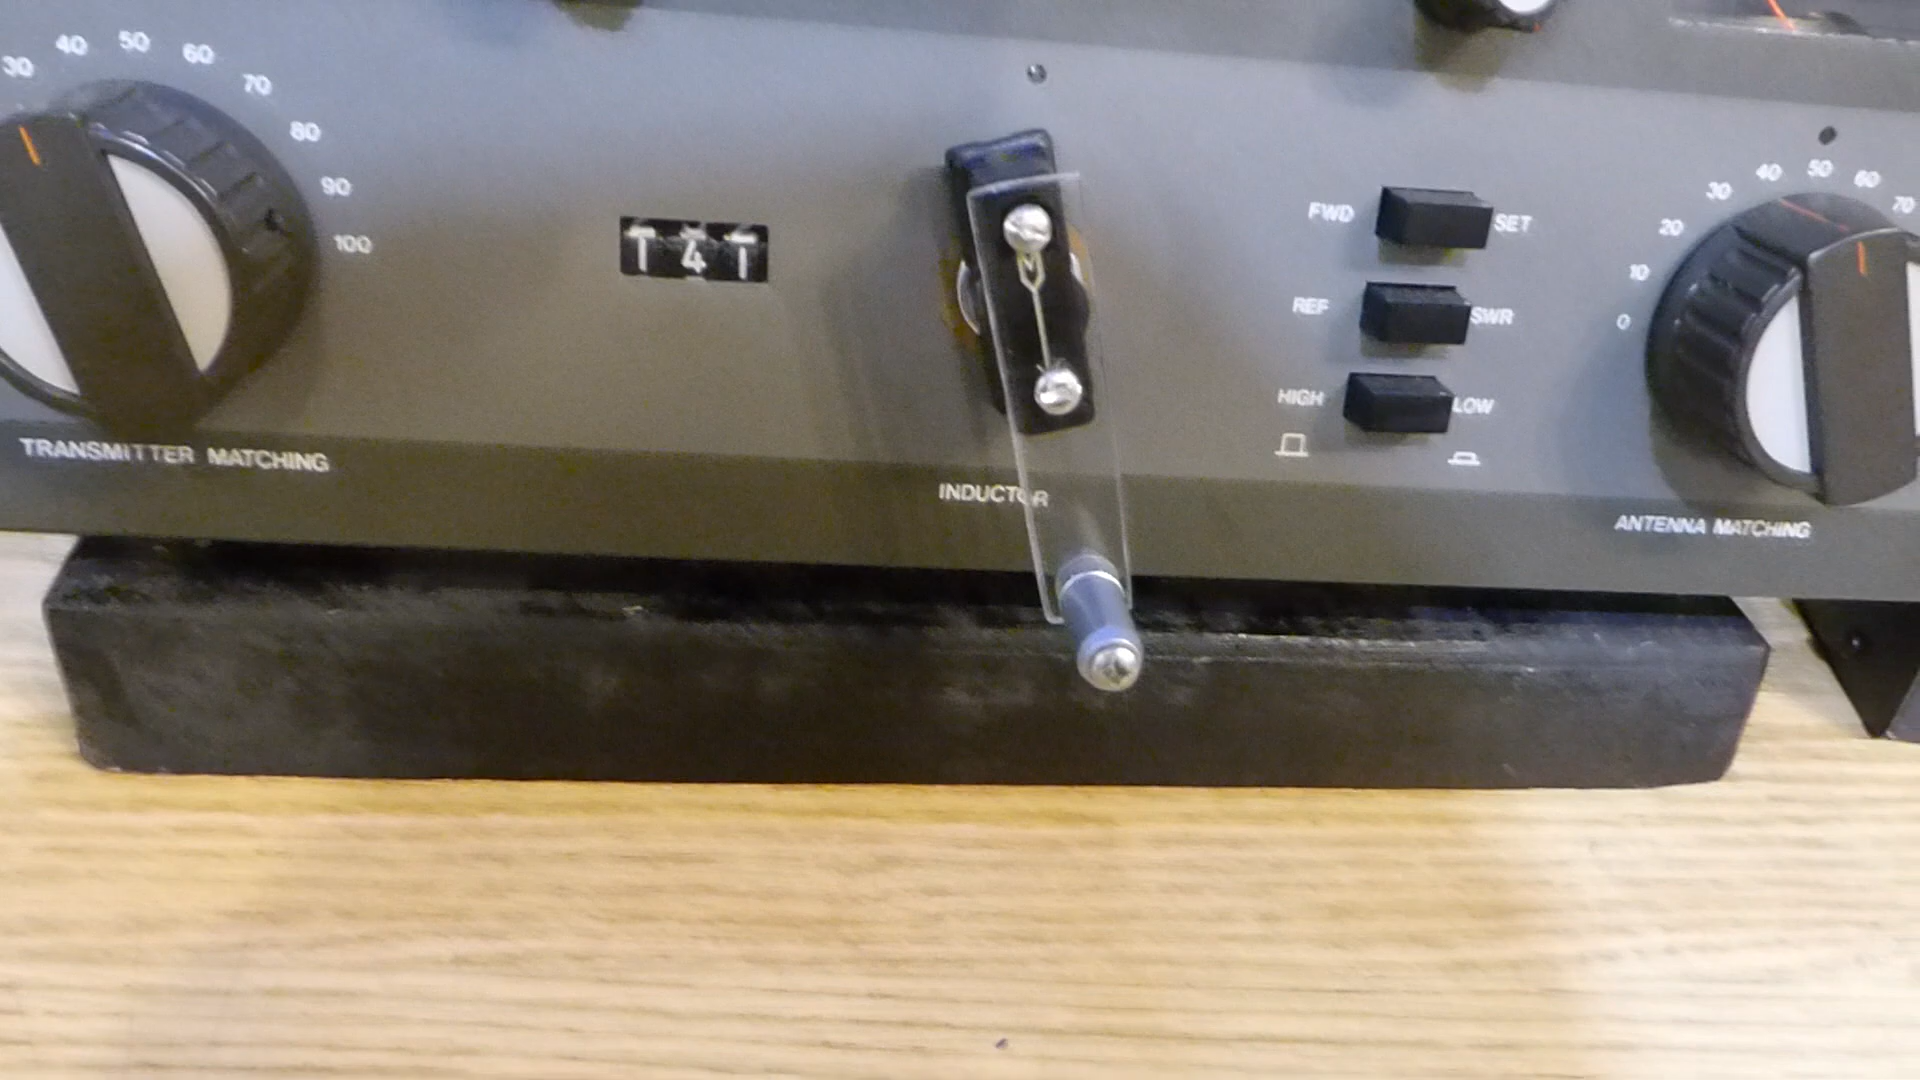 30 40 50 60 70 80 90 100
TRANSMITTER MATCHING
INDUCTOR
FWD SET
REF SWR
HIGH LOW
0 10 20 30 40 50 60 70
ANTENNA MATCHING